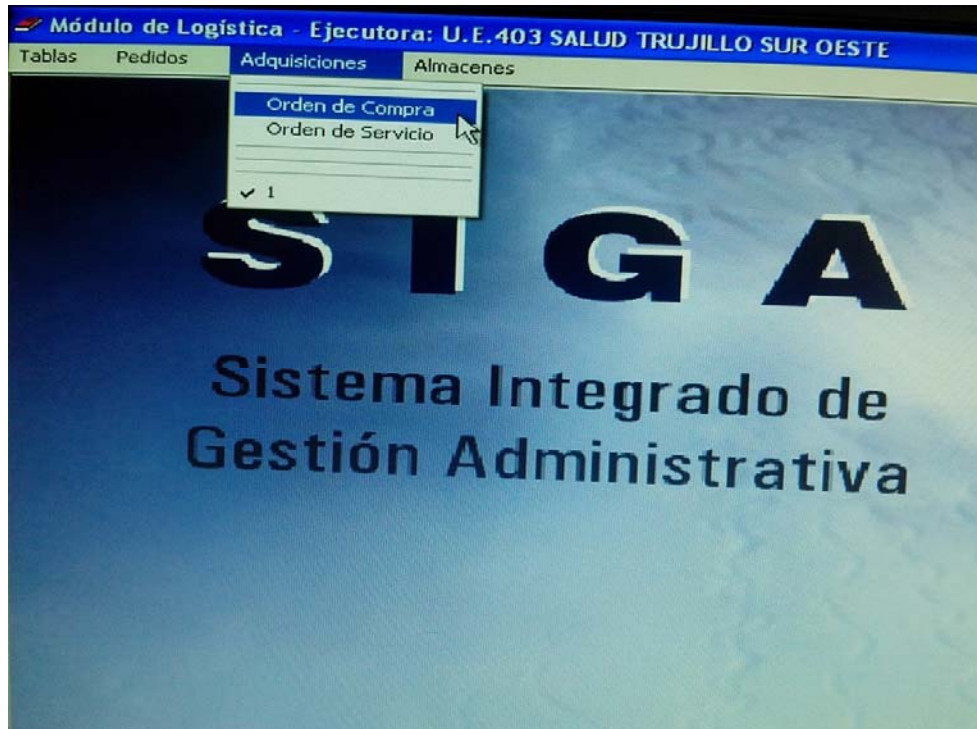 Módulo de Logística - Ejecutora: U.E.403 SALUD TRUJILLO SUR OESTE
Tablas Pedidos Adquisiciones Almacenes
Orden de Compra
Orden de Servicio
✓ 1
SIGA
Sistema Integrado de
Gestión Administrativa